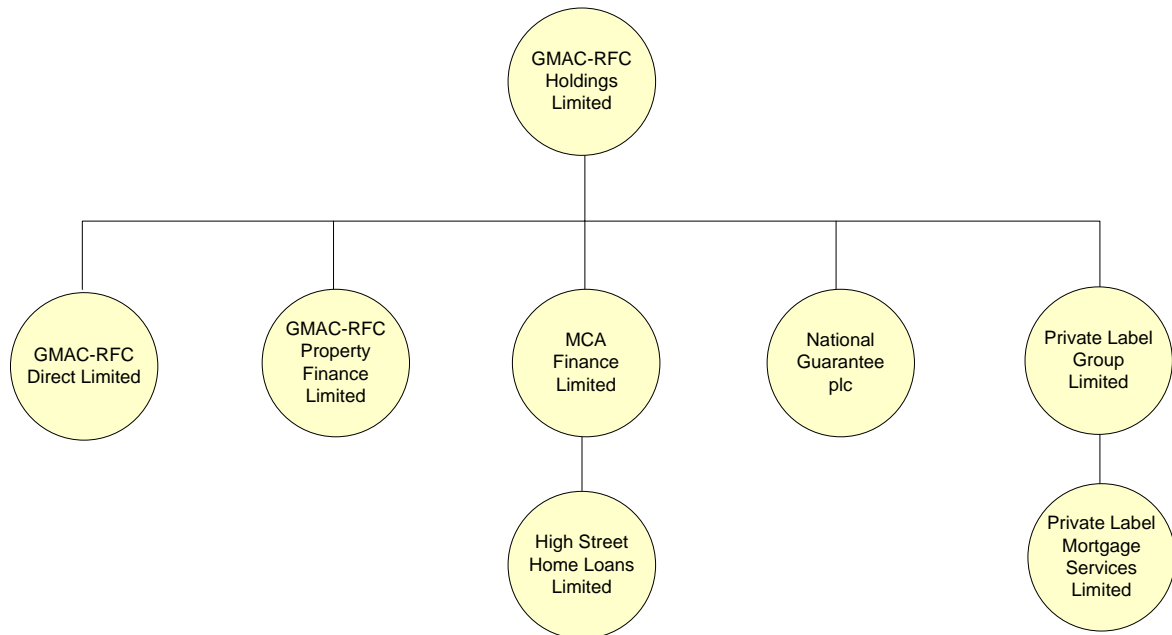 GMAC-RFC
Holdings
Limited
GMAC-RFC
Direct Limited
GMAC-RFC
Property
Finance
Limited
MCA
Finance
Limited
National
Guarantee
plc
Private Label
Group
Limited
High Street
Home Loans
Limited
Private Label
Mortgage
Services
Limited